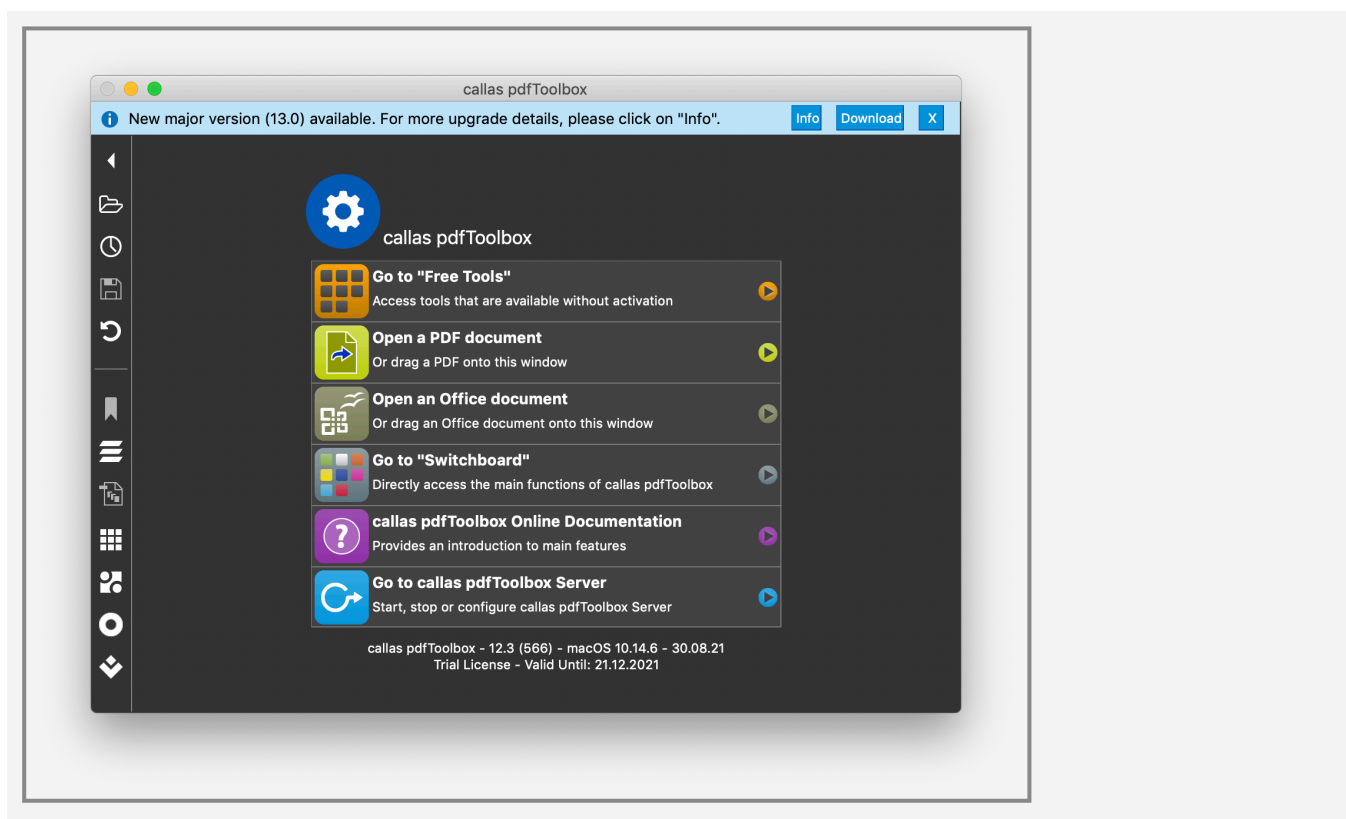 callas pdfToolbox
New major version (13.0) available. For more upgrade details, please click on "Info".
Info
Download
X
callas pdfToolbox
Go to "Free Tools"
Access tools that are available without activation
Open a PDF document
Or drag a PDF onto this window
Open an Office document
Or drag an Office document onto this window
Go to "Switchboard"
Directly access the main functions of callas pdfToolbox
callas pdfToolbox Online Documentation
Provides an introduction to main features
Go to callas pdfToolbox Server
Start, stop or configure callas pdfToolbox Server
callas pdfToolbox - 12.3 (566) - macOS 10.14.6 - 30.08.21
Trial License - Valid Until: 21.12.2021